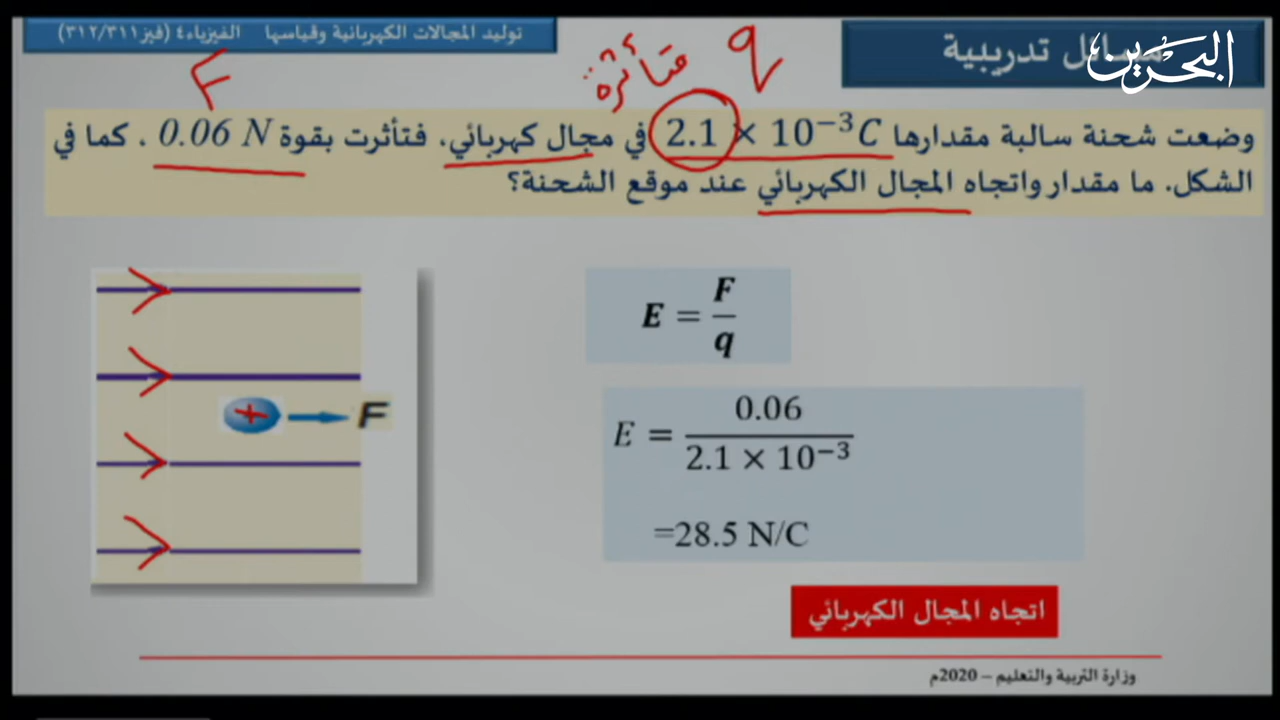 توليد المجالات الكهربائية وقياسها الفيزياء٤ (فيز٣١١/٣١٢)
مسائل تدريبية
البحرين
F
متأثرة
q
وضعت شحنة سالبة مقدارها 2.1 × 10⁻³ C في مجال كهربائي. فتأثرت بقوة 0.06 N . كما في
الشكل. ما مقدار واتجاه المجال الكهربائي عند موقع الشحنة؟
E = F/q
+ F
E = 0.06 / 2.1 × 10⁻³
=28.5 N/C
اتجاه المجال الكهربائي
وزارة التربية والتعليم – 2020م